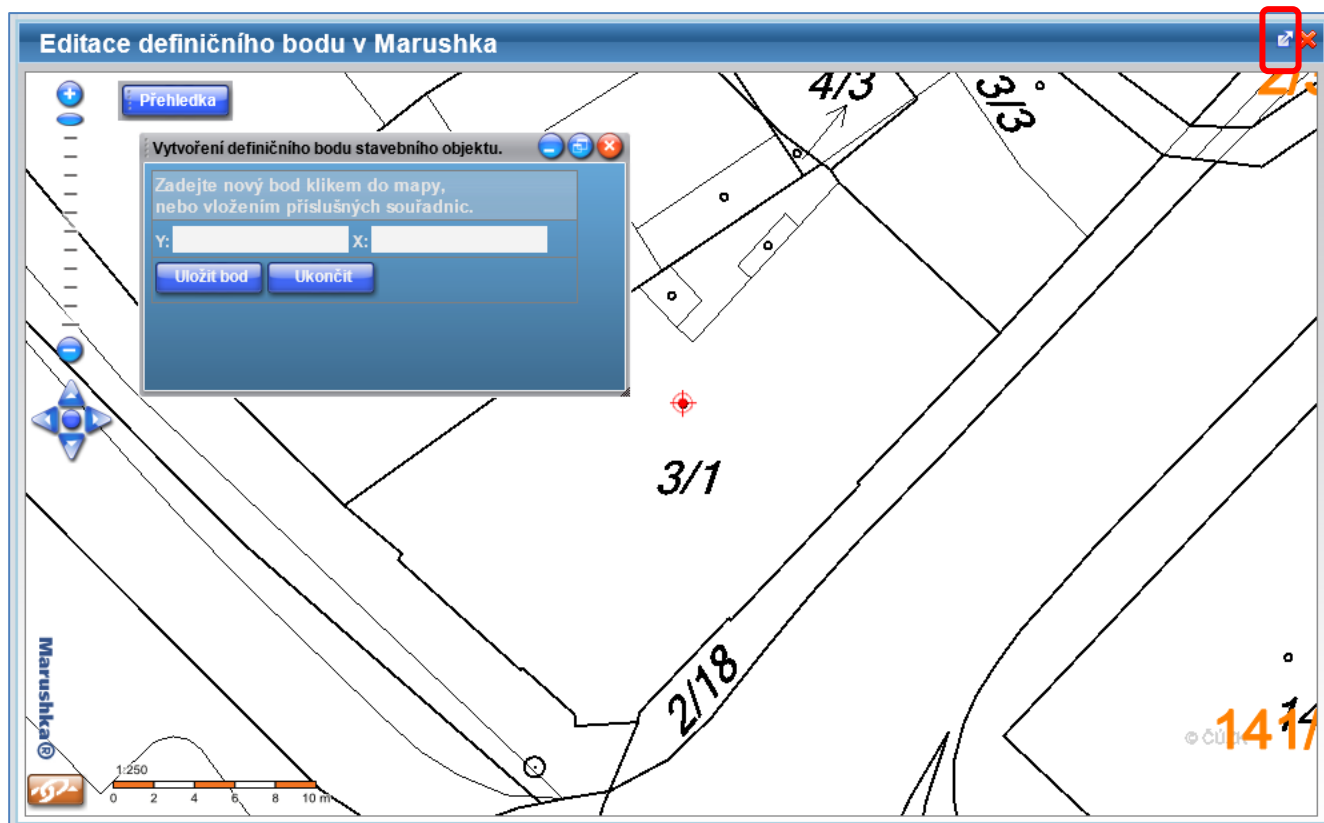 Editace definičního bodu v Marushka
Přehledka
4/3
3/3
Vytvoření definičního bodu stavebního objektu.
Zadejte nový bod klikem do mapy,
nebo vložením příslušných souřadnic.
Y:
X:
Uložit bod
Ukončit
3/1
2/18
Marushka®
141/
1:250
0 2 4 6 8 10 m